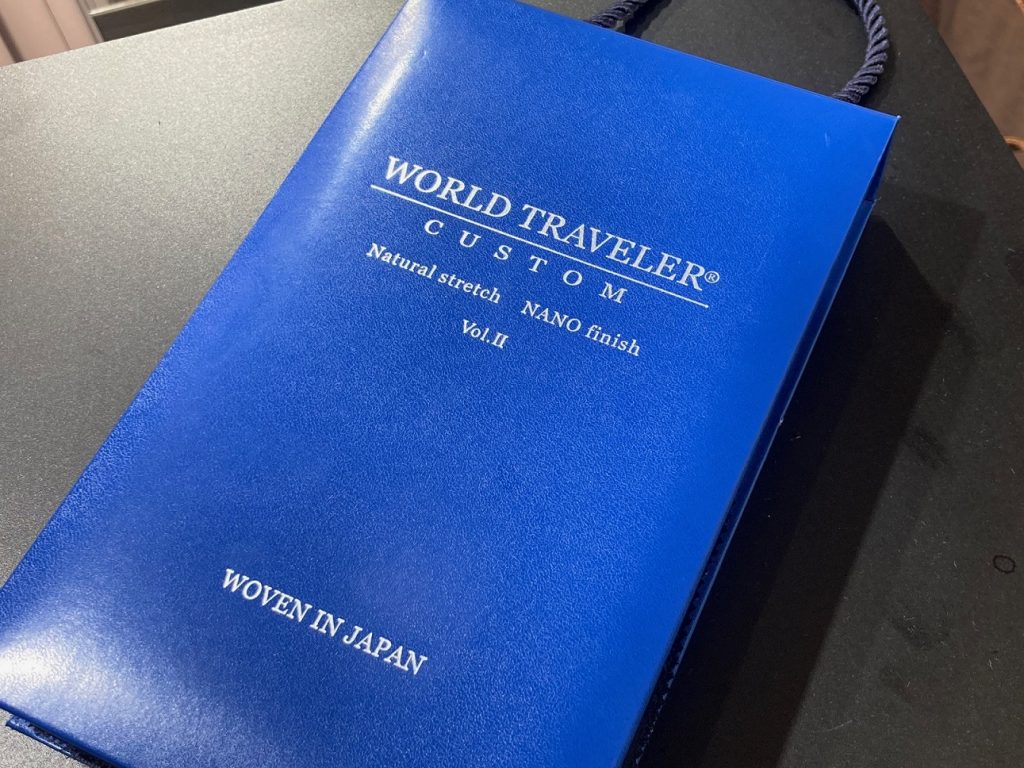 WORLD TRAVELER®
CUSTOM
Natural stretch NANO finish
Vol.II
WOVEN IN JAPAN